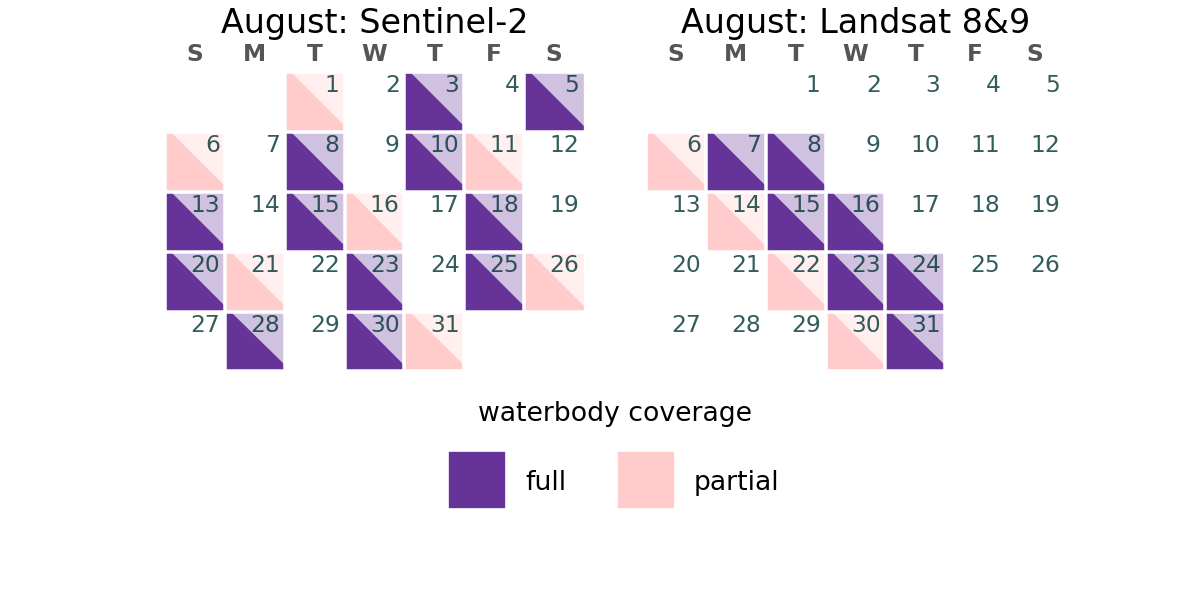 August: Sentinel-2
S M T W T F S
1 2 3 4 5
6 7 8 9 10 11 12
13 14 15 16 17 18 19
20 21 22 23 24 25 26
27 28 29 30 31
August: Landsat 8&9
S M T W T F S
1 2 3 4 5
6 7 8 9 10 11 12
13 14 15 16 17 18 19
20 21 22 23 24 25 26
27 28 29 30 31
waterbody coverage
full partial